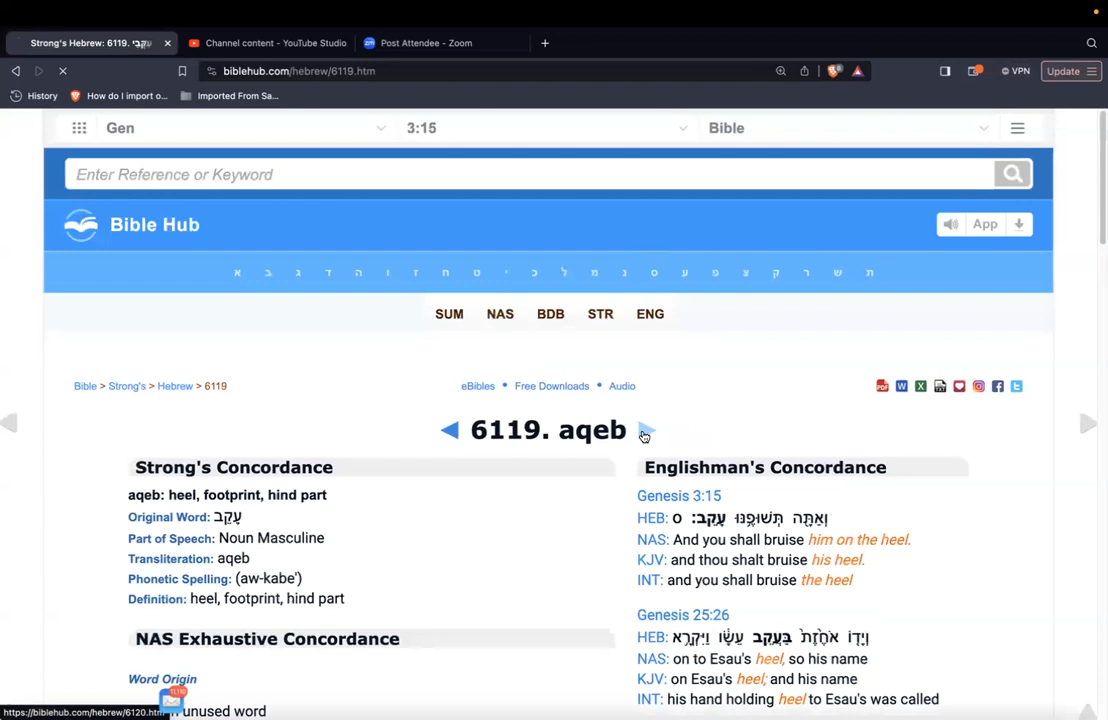 Strong's Hebrew: 6119. עֲקֵבִ
Channel content - YouTube Studio
Post Attendee - Zoom
biblehub.com/hebrew/6119.htm
VPN
Update
History
How do I import o...
Imported From Sa...
Gen
3:15
Bible
Enter Reference or Keyword
Bible Hub
App
א ב ג ד ה ו ז ח ט י כ ל מ נ ס ע פ צ ק ר ש ת
SUM NAS BDB STR ENG
Bible > Strong's > Hebrew > 6119
eBibles • Free Downloads • Audio
6119. aqeb
Strong's Concordance
aqeb: heel, footprint, hind part
Original Word: עָקֵב
Part of Speech: Noun Masculine
Transliteration: aqeb
Phonetic Spelling: (aw-kabe')
Definition: heel, footprint, hind part
NAS Exhaustive Concordance
Word Origin
unused word
Englishman's Concordance
Genesis 3:15
HEB: וְאַתָּ֖ה תְּשׁוּפֶ֥נּוּ עָקֵֽב׃ ס
NAS: And you shall bruise him on the heel.
KJV: and thou shalt bruise his heel.
INT: and you shall bruise the heel
Genesis 25:26
HEB: וְיָד֤וֹ אֹחֶ֙זֶת֙ בַּעֲקֵ֣ב עֵשָׂ֔ו וַיִּקְרָ֥א
NAS: on to Esau's heel, so his name
KJV: on Esau's heel; and his name
INT: his hand holding heel to Esau's was called
https://biblehub.com/hebrew/6120.htm